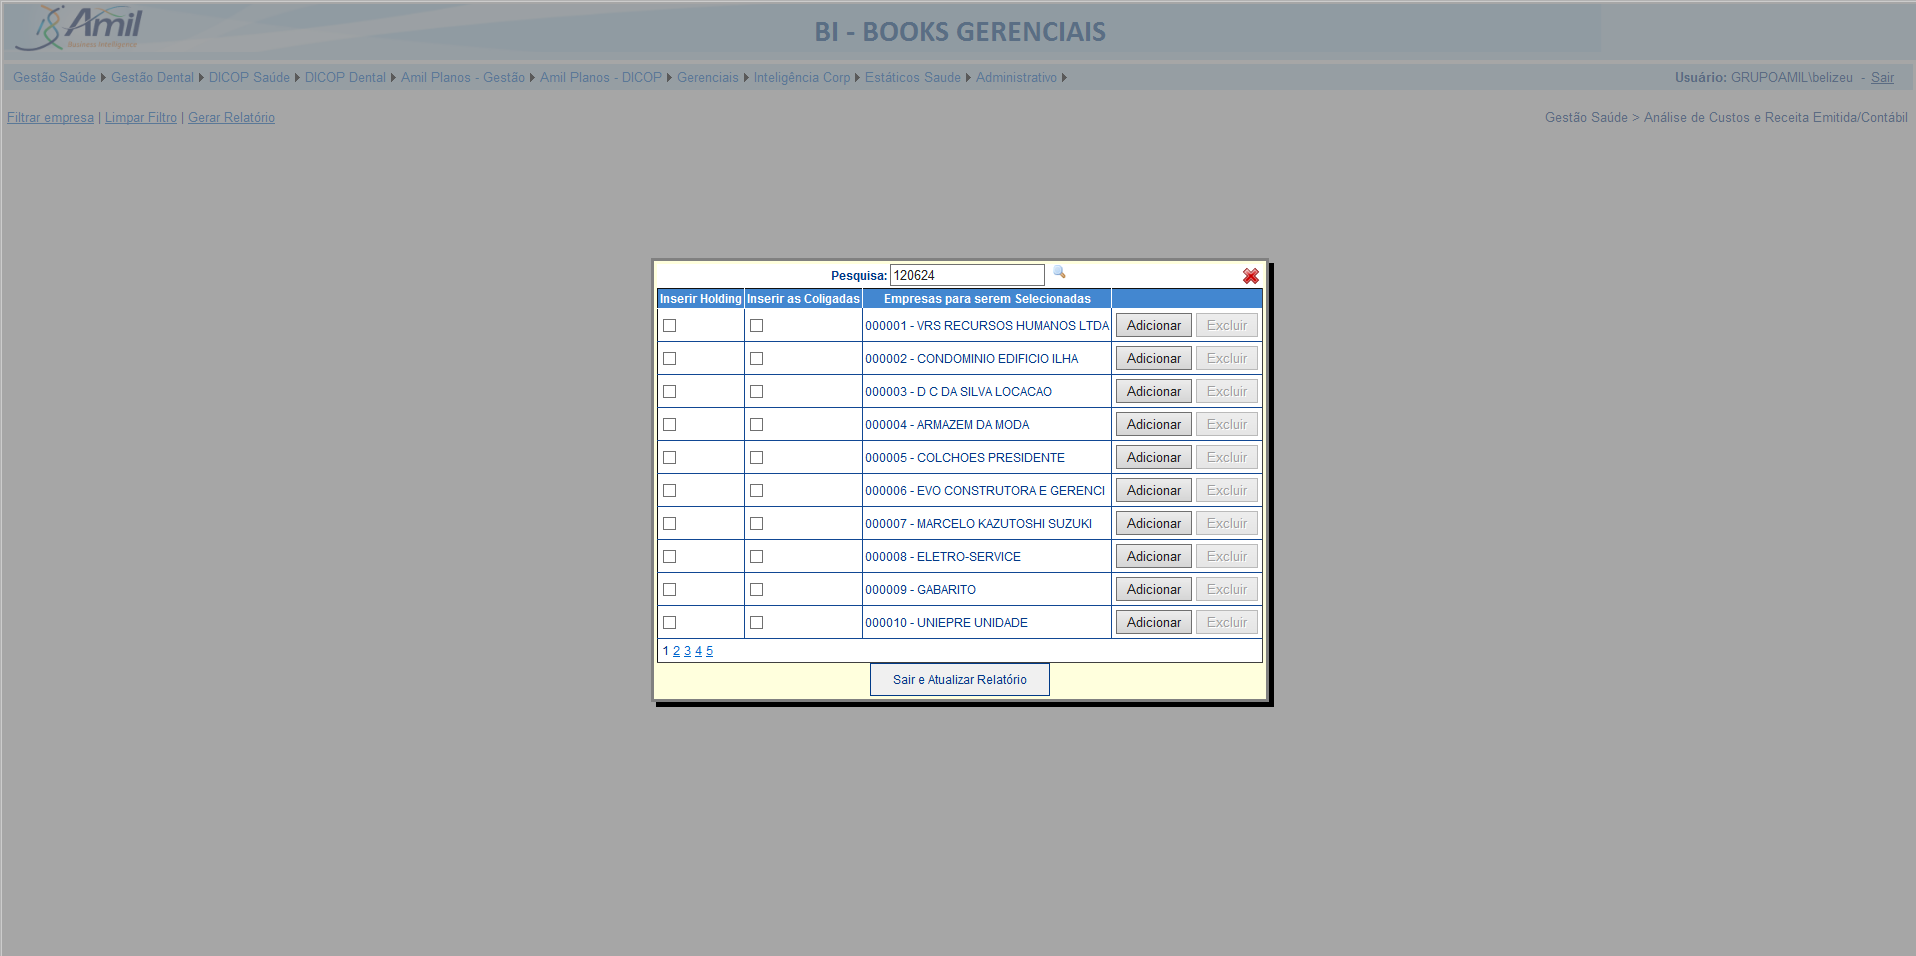 Amil
Business Intelligence
BI - BOOKS GERENCIAIS
Gestão Saúde Gestão Dental DICOP Saúde DICOP Dental Amil Planos - Gestão Amil Planos - DICOP Gerenciais Inteligência Corp Estáticos Saude Administrativo Usuário: GRUPOAMIL\belizeu - Sair
Filtrar empresa | Limpar Filtro | Gerar Relatório Gestão Saúde > Análise de Custos e Receita Emitida/Contábil
Pesquisa: 120624
Inserir Holding Inserir as Coligadas Empresas para serem Selecionadas
000001 - VRS RECURSOS HUMANOS LTDA Adicionar Excluir
000002 - CONDOMINIO EDIFICIO ILHA Adicionar Excluir
000003 - D C DA SILVA LOCACAO Adicionar Excluir
000004 - ARMAZEM DA MODA Adicionar Excluir
000005 - COLCHOES PRESIDENTE Adicionar Excluir
000006 - EVO CONSTRUTORA E GERENCI Adicionar Excluir
000007 - MARCELO KAZUTOSHI SUZUKI Adicionar Excluir
000008 - ELETRO-SERVICE Adicionar Excluir
000009 - GABARITO Adicionar Excluir
000010 - UNIEPRE UNIDADE Adicionar Excluir
1 2 3 4 5
Sair e Atualizar Relatório